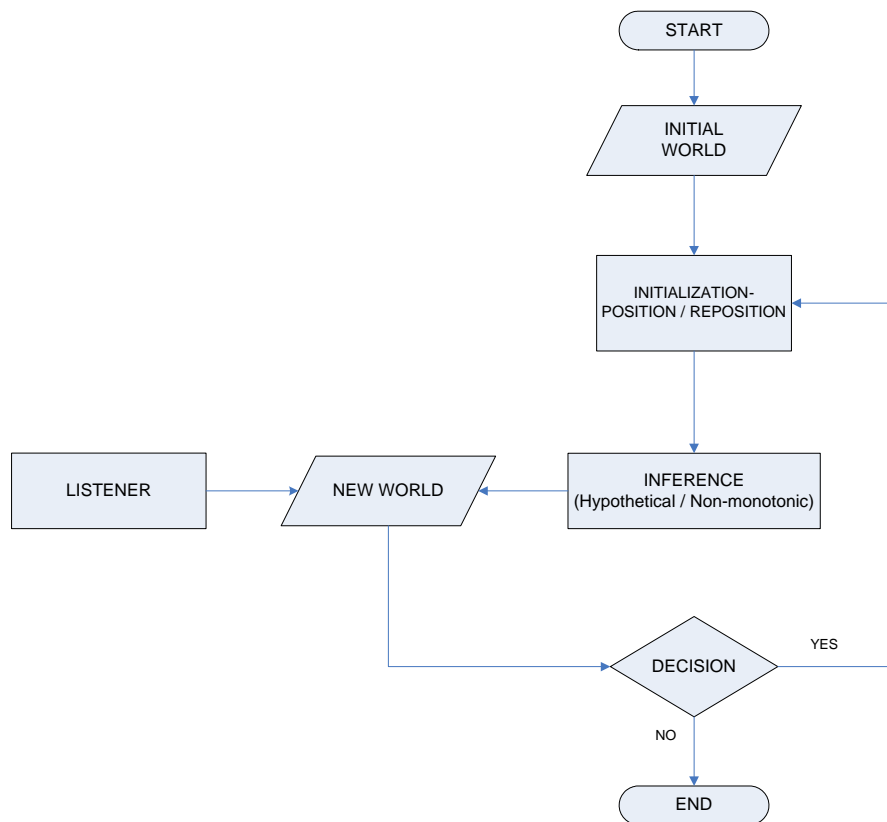 START
INITIAL
WORLD
INITIALIZATION-
POSITION / REPOSITION
LISTENER
NEW WORLD
INFERENCE
(Hypothetical / Non-monotonic)
DECISION
YES
NO
END